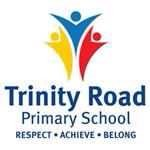 Trinity Road
Primary School
RESPECT • ACHIEVE • BELONG